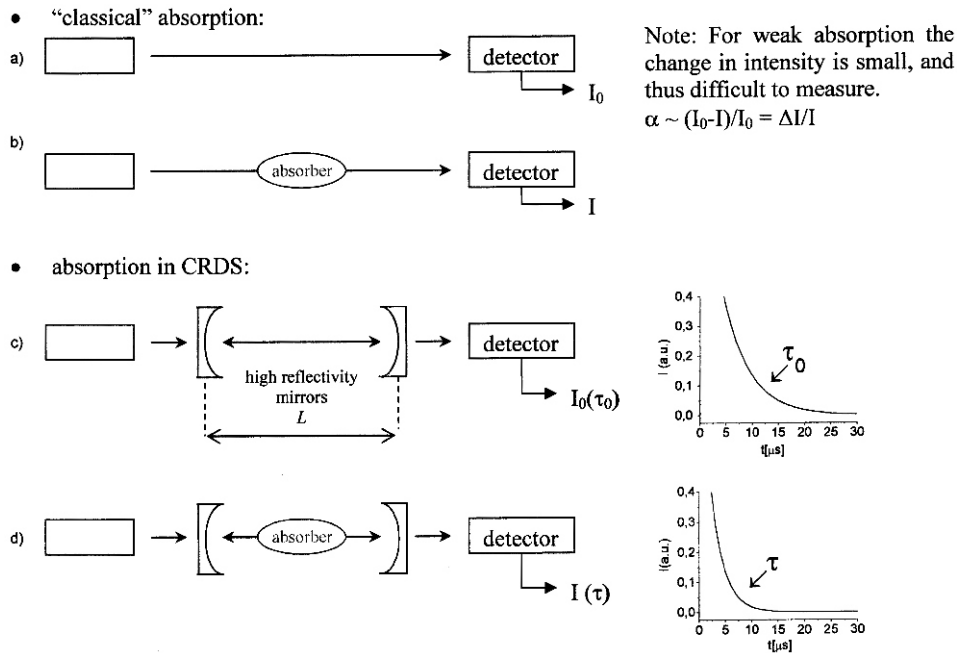 • “classical” absorption:
a)
detector
I₀
Note: For weak absorption the
change in intensity is small, and
thus difficult to measure.
α ~ (I₀-I)/I₀ = ΔI/I
b)
absorber
detector
I
• absorption in CRDS:
c)
high reflectivity
mirrors
L
detector
I₀(τ₀)
0,4
0,3
0,2
0,1
0,0
I (a.u.)
τ₀
0 5 10 15 20 25 30
t[μs]
d)
absorber
detector
I (τ)
0,4
0,3
0,2
0,1
0,0
I(a.u.)
τ
0 5 10 15 20 25 30
t[μs]